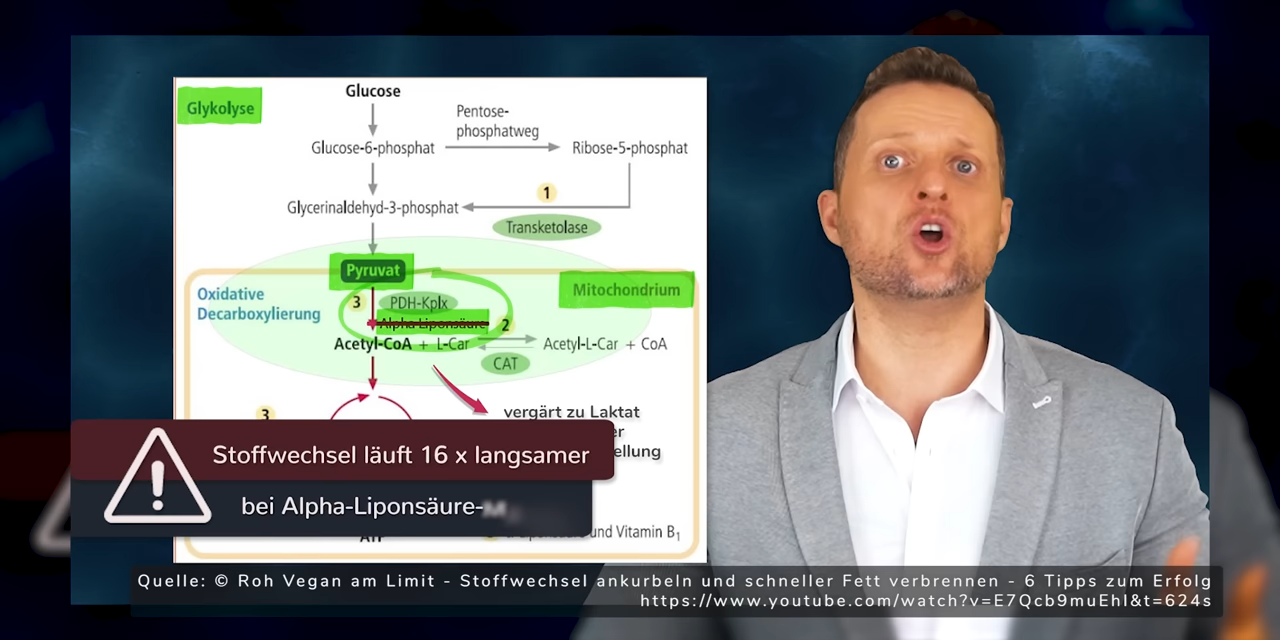 Glykolyse
Glucose
Pentose-
phosphatweg
Glucose-6-phosphat
Ribose-5-phosphat
1
Glycerinaldehyd-3-phosphat
Transketolase
Pyruvat
Mitochondrium
Oxidative
Decarboxylierung
3
PDH-Kplx
Alpha-Liponsäure
2
Acetyl-CoA + L-Car
Acetyl-L-Car + CoA
CAT
3
vergärt zu Laktat
er
ellung
Stoffwechsel läuft 16 x langsamer
bei Alpha-Liponsäure-
und Vitamin B₁
ATP
Quelle: © Roh Vegan am Limit - Stoffwechsel ankurbeln und schneller Fett verbrennen - 6 Tipps zum Erfolg
https://www.youtube.com/watch?v=E7Qcb9muEhI&t=624s